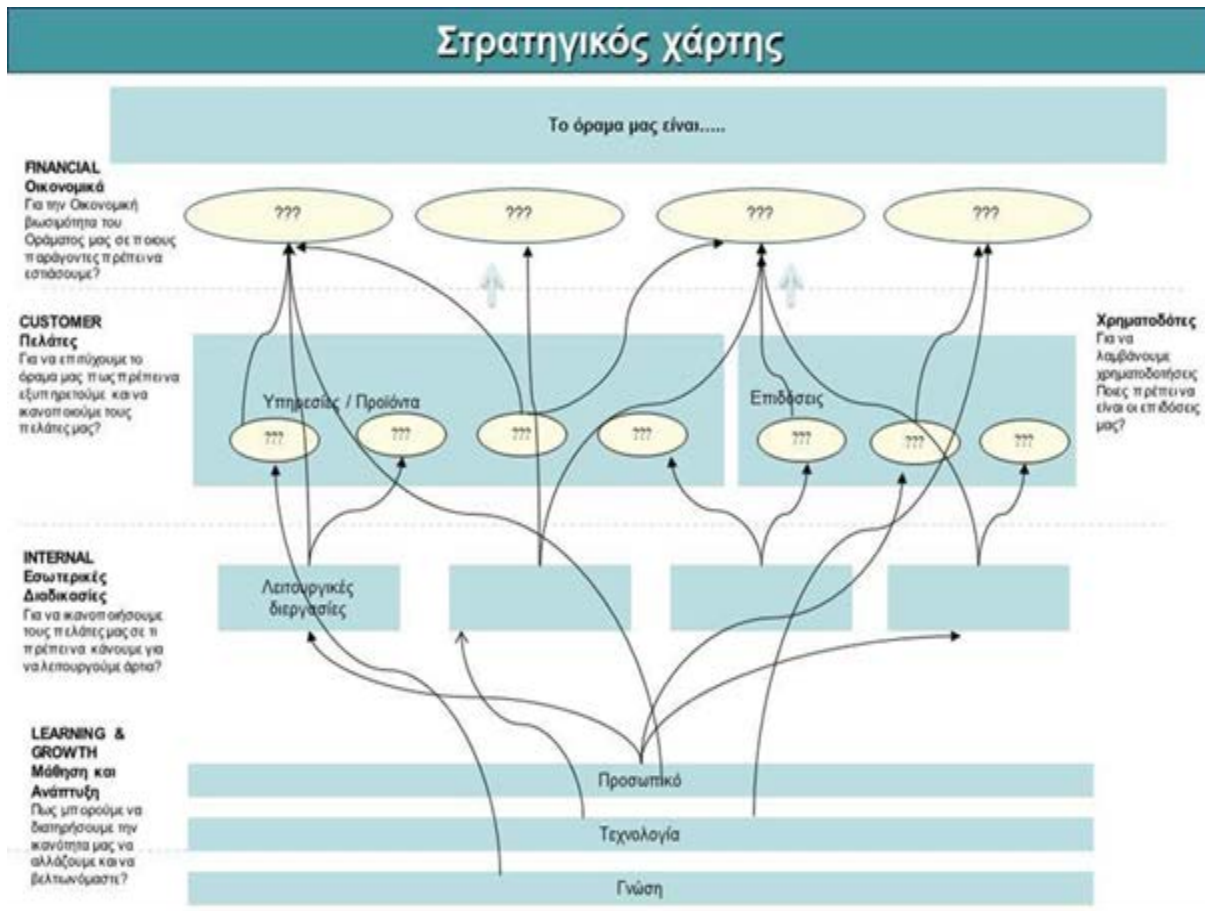 Στρατηγικός χάρτης
Το όραμα μας είναι.....
FINANCIAL
Οικονομικά
Για την Οικονομική
βιωσιμότητα του
Οράματος μας σε ποιους
παράγοντες πρέπει να
εστιάσουμε?
???
???
???
???
CUSTOMER
Πελάτες
Για να επιτύχουμε το
όραμα μας πως πρέπει να
εξυπηρετούμε και να
ικανοποιούμε τους
πελάτες μας?
Υπηρεσίες / Προϊόντα
???
???
???
???
Επιδόσεις
???
???
???
Χρηματοδότες
Για να
λαμβάνουμε
χρηματοδοτήσεις
Ποιες πρέπει να
είναι οι επιδόσεις
μας?
INTERNAL
Εσωτερικές
Διαδικασίες
Για να ικανοποιήσουμε
τους πελάτες μας σε τι
πρέπει να κάνουμε για
να λειτουργούμε άρτια?
Λειτουργικές
διεργασίες
LEARNING &
GROWTH
Μάθηση και
Ανάπτυξη
Πως μπορούμε να
διατηρήσουμε την
ικανότητα μας να
αλλάζουμε και να
βελτιωνόμαστε?
Προσωπικό
Τεχνολογία
Γνώση